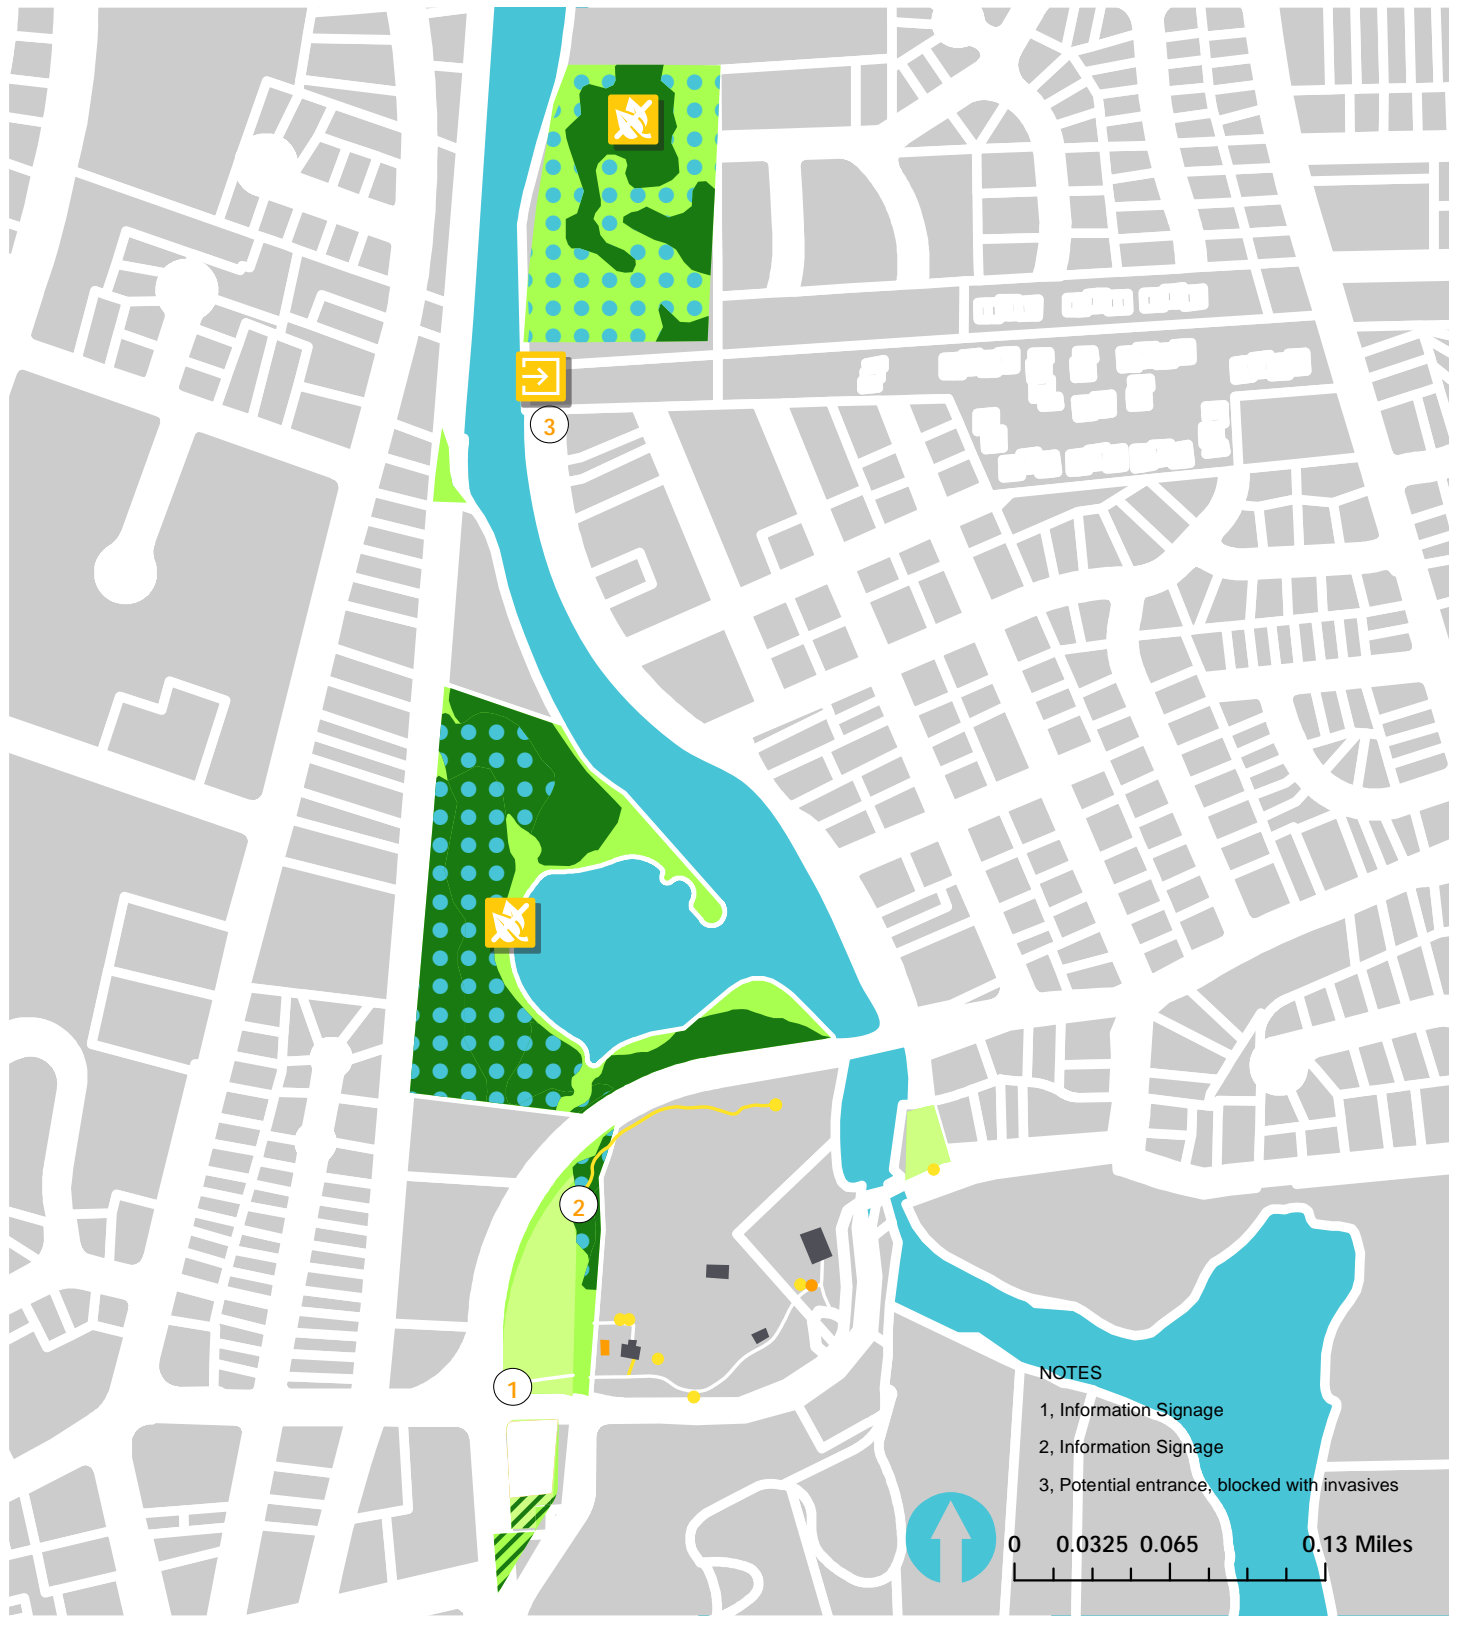 3
2
1
NOTES
1, Information Signage
2, Information Signage
3, Potential entrance, blocked with invasives
0 0.0325 0.065 0.13 Miles